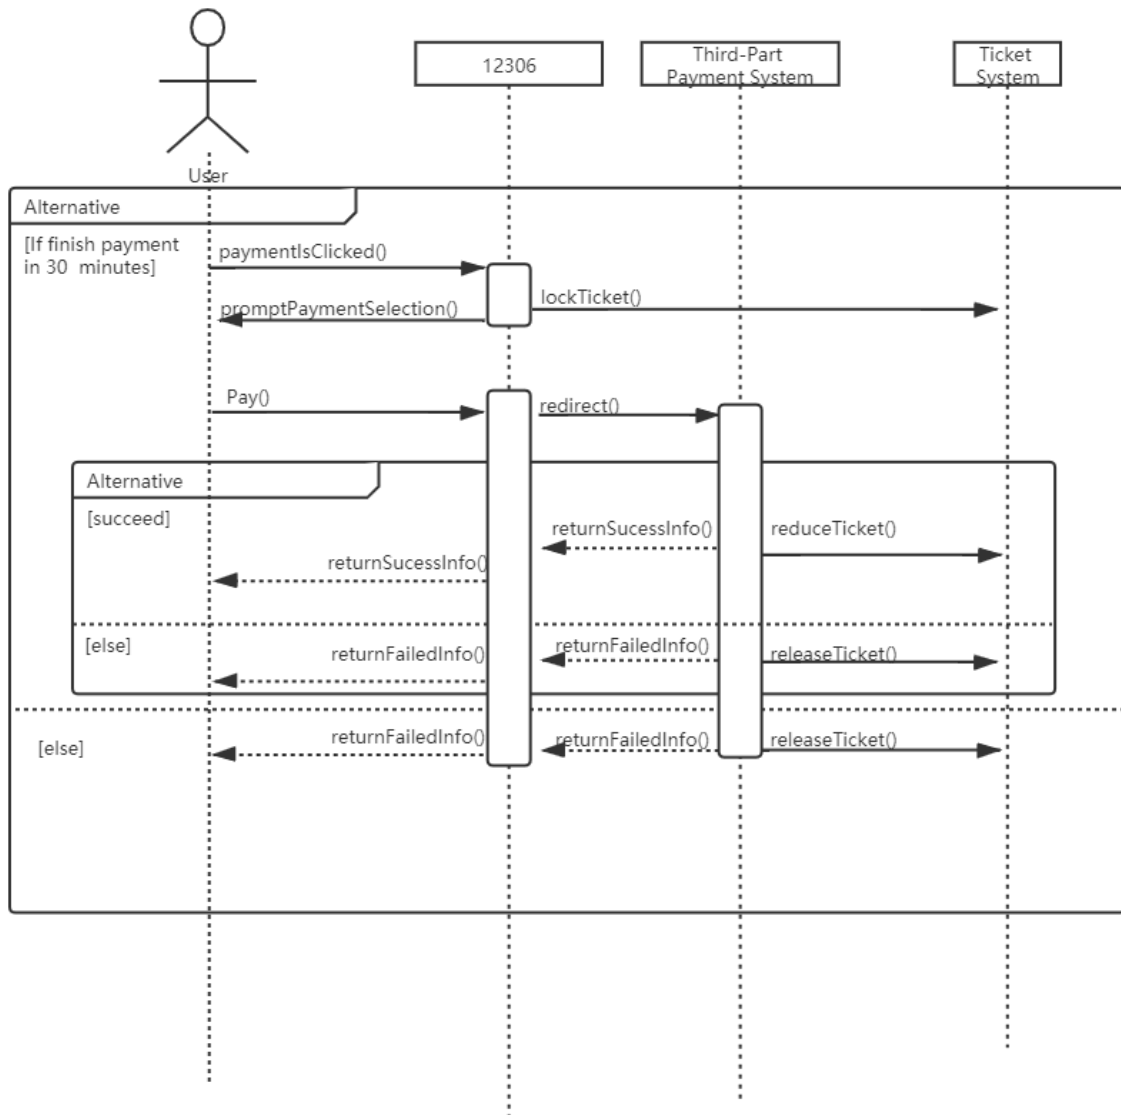 12306
Third-Part
Payment System
Ticket
System
User
Alternative
[If finish payment
in 30 minutes]
paymentIsClicked()
lockTicket()
promptPaymentSelection()
Pay()
redirect()
Alternative
[succeed]
returnSucessInfo()
reduceTicket()
returnSucessInfo()
[else]
returnFailedInfo()
returnFailedInfo()
releaseTicket()
[else]
returnFailedInfo()
returnFailedInfo()
releaseTicket()